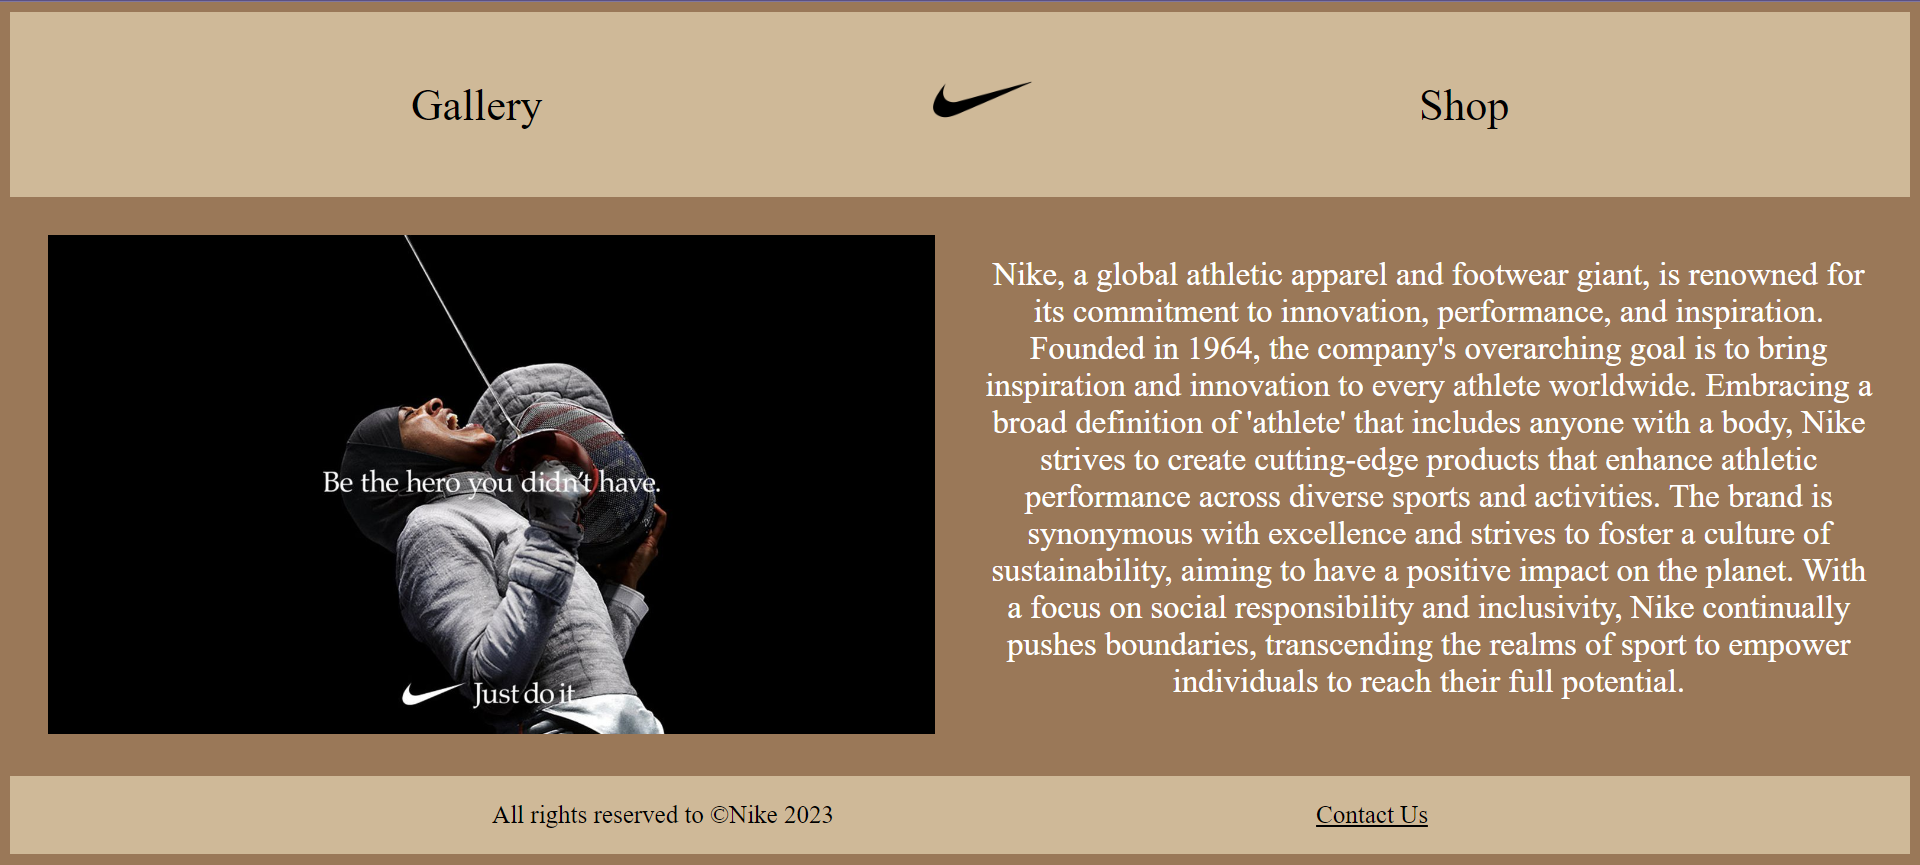 Gallery
Shop
Be the hero you didn't have.
Just do it.
Nike, a global athletic apparel and footwear giant, is renowned for
its commitment to innovation, performance, and inspiration.
Founded in 1964, the company's overarching goal is to bring
inspiration and innovation to every athlete worldwide. Embracing a
broad definition of 'athlete' that includes anyone with a body, Nike
strives to create cutting-edge products that enhance athletic
performance across diverse sports and activities. The brand is
synonymous with excellence and strives to foster a culture of
sustainability, aiming to have a positive impact on the planet. With
a focus on social responsibility and inclusivity, Nike continually
pushes boundaries, transcending the realms of sport to empower
individuals to reach their full potential.
All rights reserved to ©Nike 2023
Contact Us